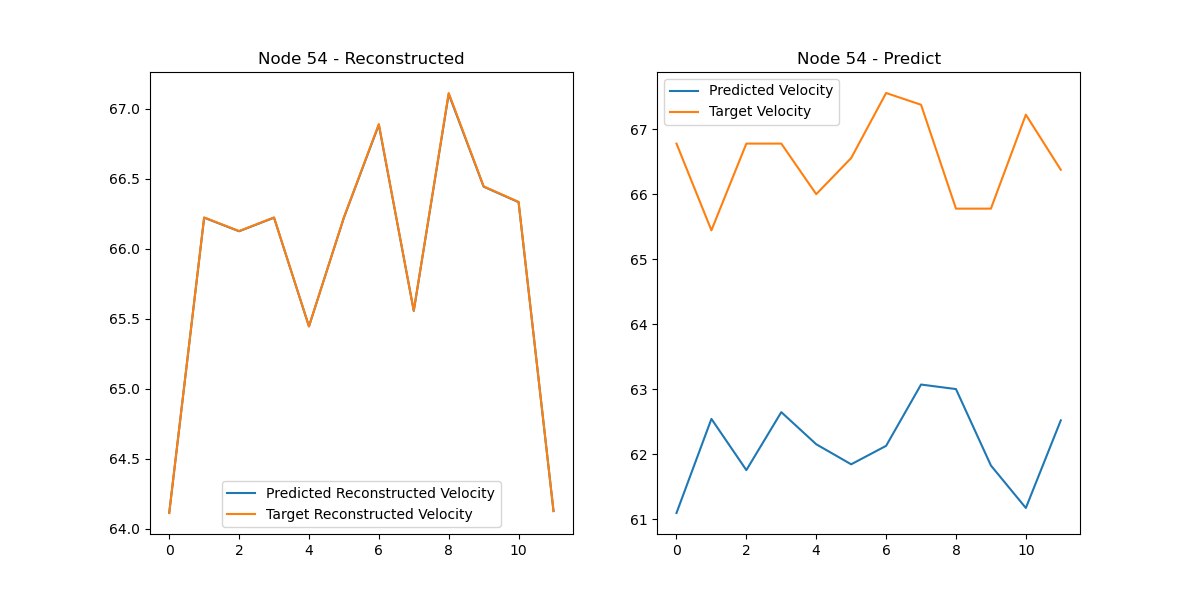 Node 54 - Reconstructed
67.0
66.5
66.0
65.5
65.0
64.5
64.0
0 2 4 6 8 10
Predicted Reconstructed Velocity
Target Reconstructed Velocity
Node 54 - Predict
Predicted Velocity
Target Velocity
67
66
65
64
63
62
61
0 2 4 6 8 10